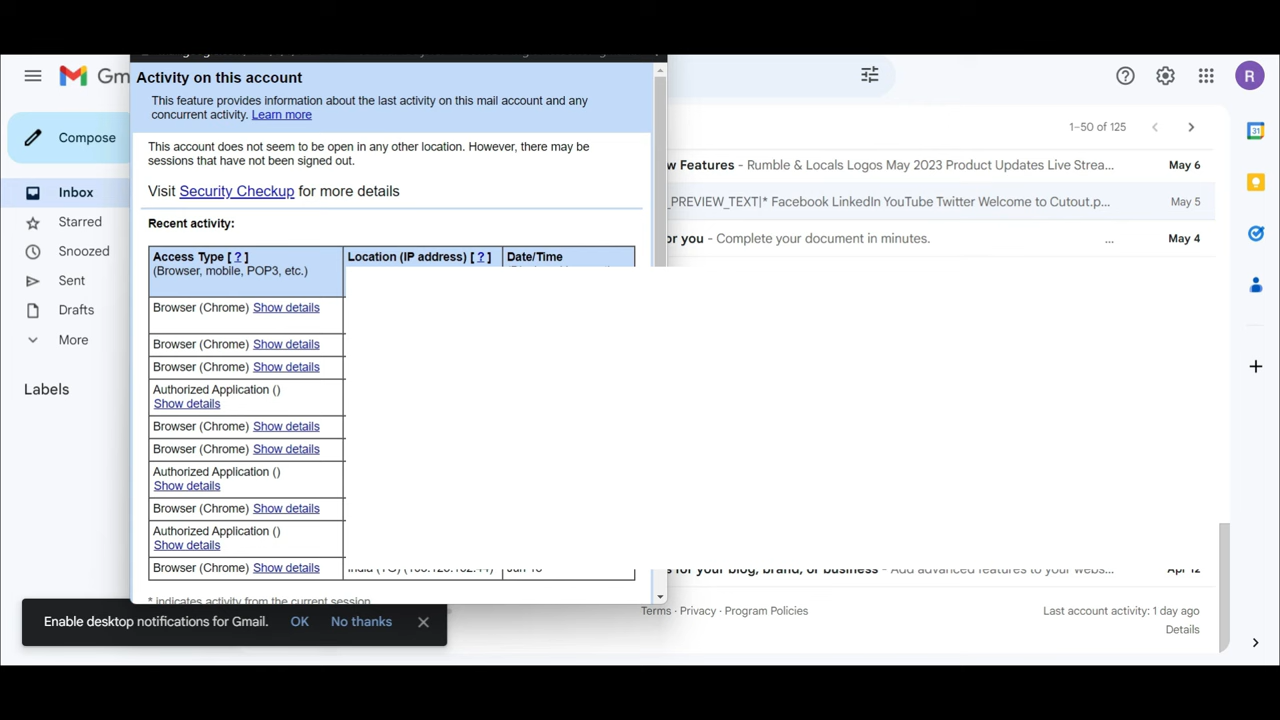 Activity on this account
This feature provides information about the last activity on this mail account and any
concurrent activity. Learn more
This account does not seem to be open in any other location. However, there may be
sessions that have not been signed out.
Visit Security Checkup for more details
Recent activity:
Access Type [ ? ]
(Browser, mobile, POP3, etc.)
Location (IP address) [ ? ]
Date/Time
Browser (Chrome) Show details
Browser (Chrome) Show details
Browser (Chrome) Show details
Authorized Application ()
Show details
Browser (Chrome) Show details
Browser (Chrome) Show details
Authorized Application ()
Show details
Browser (Chrome) Show details
Authorized Application ()
Show details
Browser (Chrome) Show details
* indicates activity from the current session
Gm
Compose
Inbox
Starred
Snoozed
Sent
Drafts
More
Labels
Enable desktop notifications for Gmail. OK No thanks
R
1–50 of 125
w Features - Rumble & Locals Logos May 2023 Product Updates Live Strea... May 6
_PREVIEW_TEXT|* Facebook LinkedIn YouTube Twitter Welcome to Cutout.p... May 5
or you - Complete your document in minutes. ... May 4
s for your blog, brand, or business - Add advanced features to your webs... Apr 12
Terms · Privacy · Program Policies
Last account activity: 1 day ago
Details
31